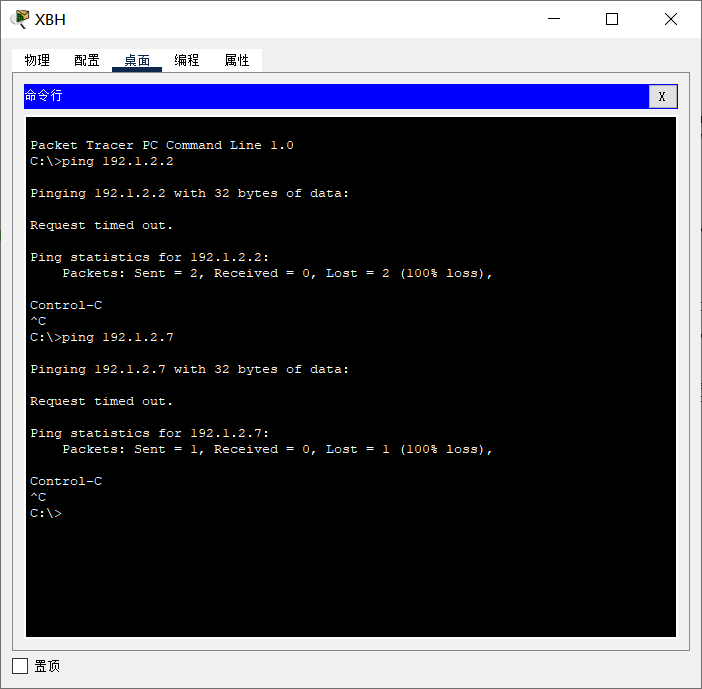 XBH
物理 配置 桌面 编程 属性
命令行 X
Packet Tracer PC Command Line 1.0
C:\>ping 192.1.2.2
Pinging 192.1.2.2 with 32 bytes of data:
Request timed out.
Ping statistics for 192.1.2.2:
Packets: Sent = 2, Received = 0, Lost = 2 (100% loss),
Control-C
^C
C:\>ping 192.1.2.7
Pinging 192.1.2.7 with 32 bytes of data:
Request timed out.
Ping statistics for 192.1.2.7:
Packets: Sent = 1, Received = 0, Lost = 1 (100% loss),
Control-C
^C
C:\>
置顶